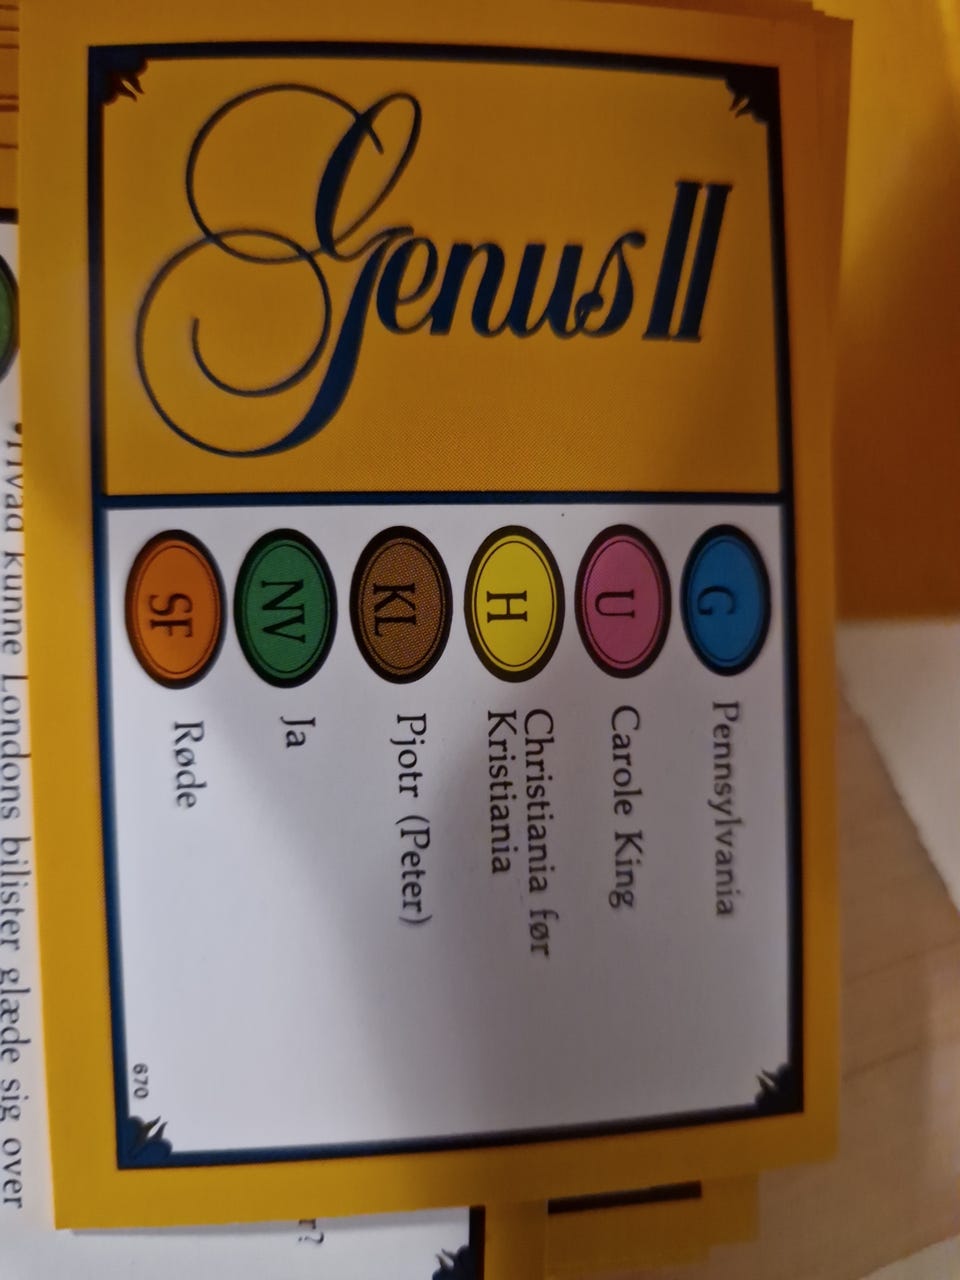 Genus II
G Pennsylvania
U Carole King
H Christiania før
Kristiania
KL Pjotr (Peter)
NV Ja
SF Røde
670
kunne Londons bilister glæde sig over